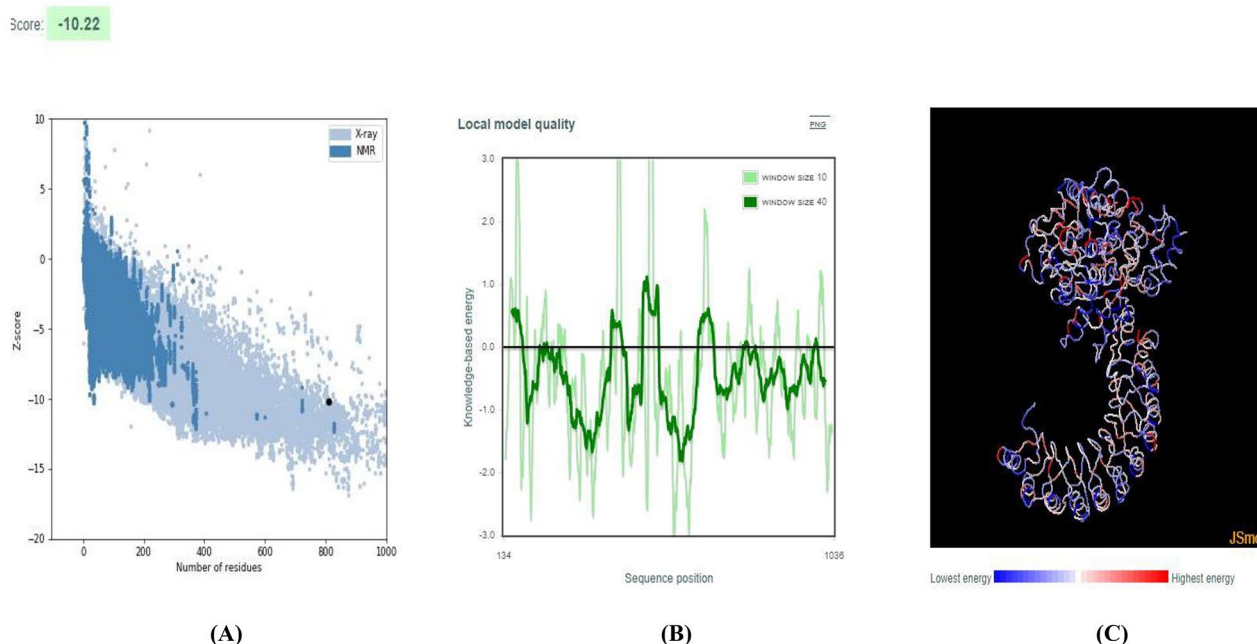 Score: -10.22
10
5
0
−5
−10
−15
−20
Z-score
0 200 400 600 800 1000
Number of residues
X-ray
NMR
(A)
Local model quality
PNG
3.0
2.0
1.0
0.0
-1.0
-2.0
-3.0
Knowledge-based energy
WINDOW SIZE 10
WINDOW SIZE 40
134 1036
Sequence position
(B)
Lowest energy Highest energy
(C)